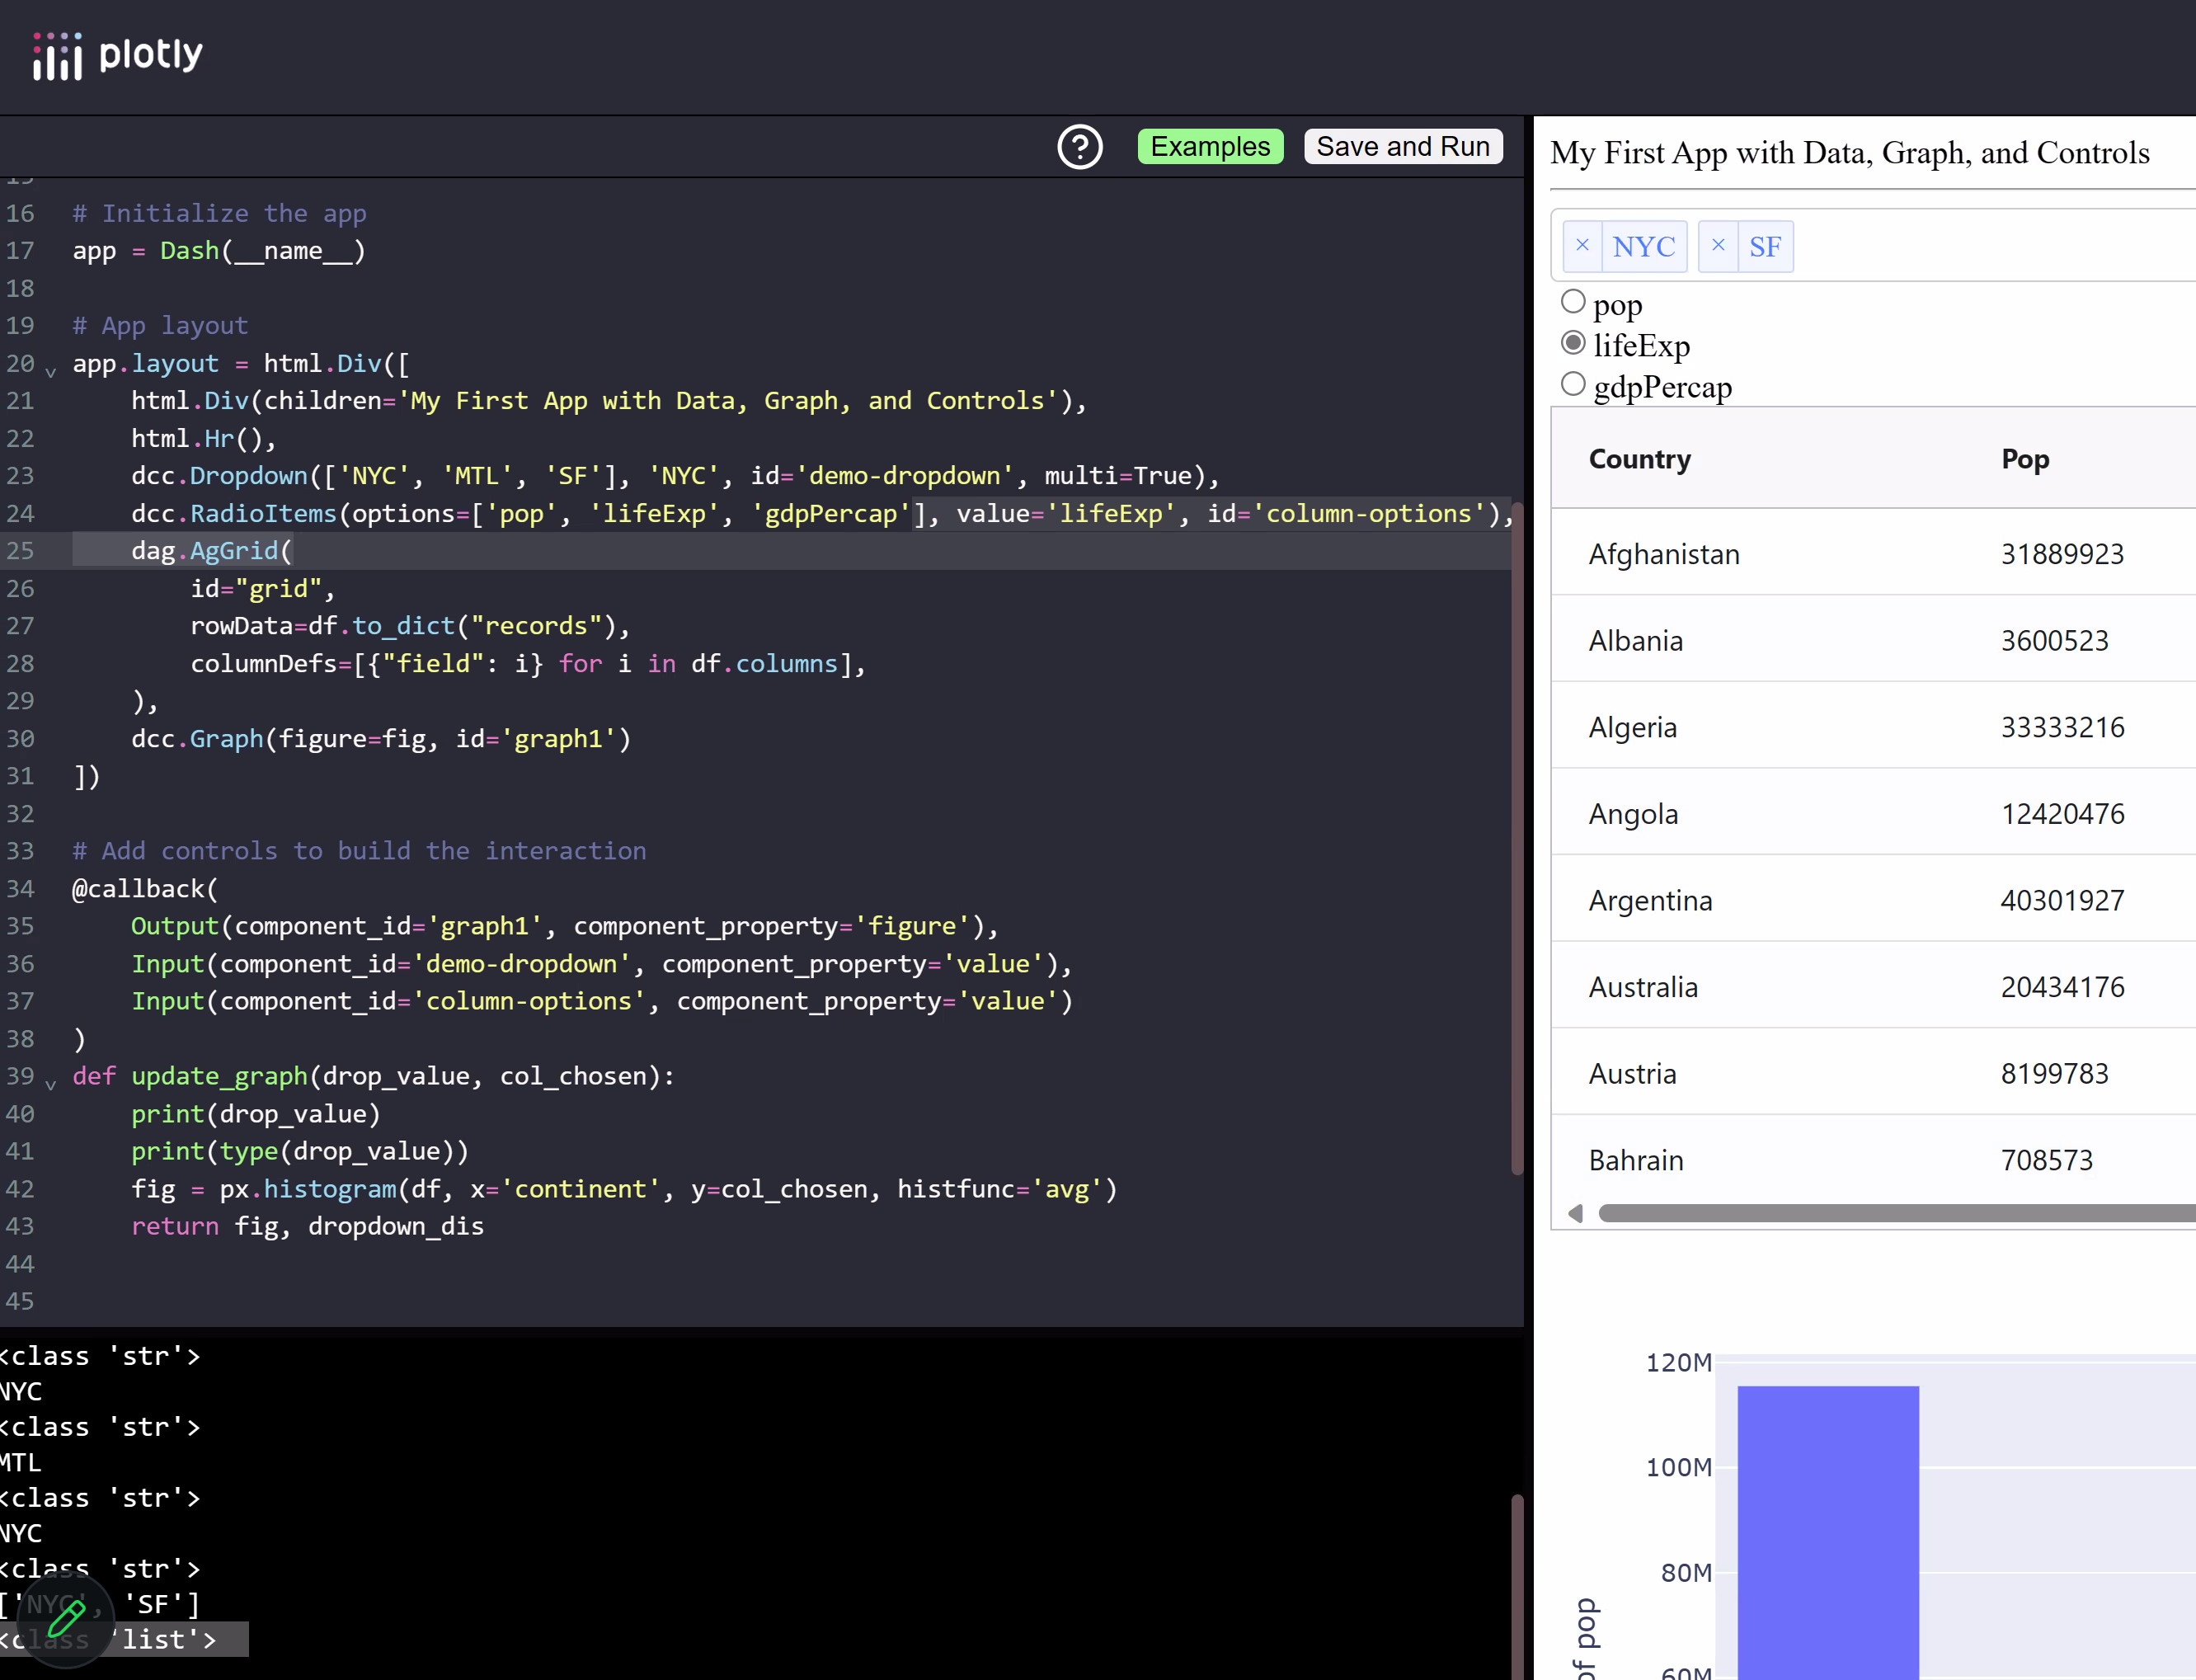 plotly
Examples
Save and Run
16 # Initialize the app
17 app = Dash(__name__)
18
19 # App layout
20 app.layout = html.Div([
21 html.Div(children='My First App with Data, Graph, and Controls'),
22 html.Hr(),
23 dcc.Dropdown(['NYC', 'MTL', 'SF'], 'NYC', id='demo-dropdown', multi=True),
24 dcc.RadioItems(options=['pop', 'lifeExp', 'gdpPercap'], value='lifeExp', id='column-options'),
25 dag.AgGrid(
26 id="grid",
27 rowData=df.to_dict("records"),
28 columnDefs=[{"field": i} for i in df.columns],
29 ),
30 dcc.Graph(figure=fig, id='graph1')
31 ])
32
33 # Add controls to build the interaction
34 @callback(
35 Output(component_id='graph1', component_property='figure'),
36 Input(component_id='demo-dropdown', component_property='value'),
37 Input(component_id='column-options', component_property='value')
38 )
39 def update_graph(drop_value, col_chosen):
40 print(drop_value)
41 print(type(drop_value))
42 fig = px.histogram(df, x='continent', y=col_chosen, histfunc='avg')
43 return fig, dropdown_dis
44
45
<class 'str'>
NYC
<class 'str'>
MTL
<class 'str'>
NYC
<class 'str'>
['NYC', 'SF']
<class 'list'>
My First App with Data, Graph, and Controls
× NYC × SF
pop
lifeExp
gdpPercap
Country Pop
Afghanistan 31889923
Albania 3600523
Algeria 33333216
Angola 12420476
Argentina 40301927
Australia 20434176
Austria 8199783
Bahrain 708573
120M
100M
80M
60M
of pop